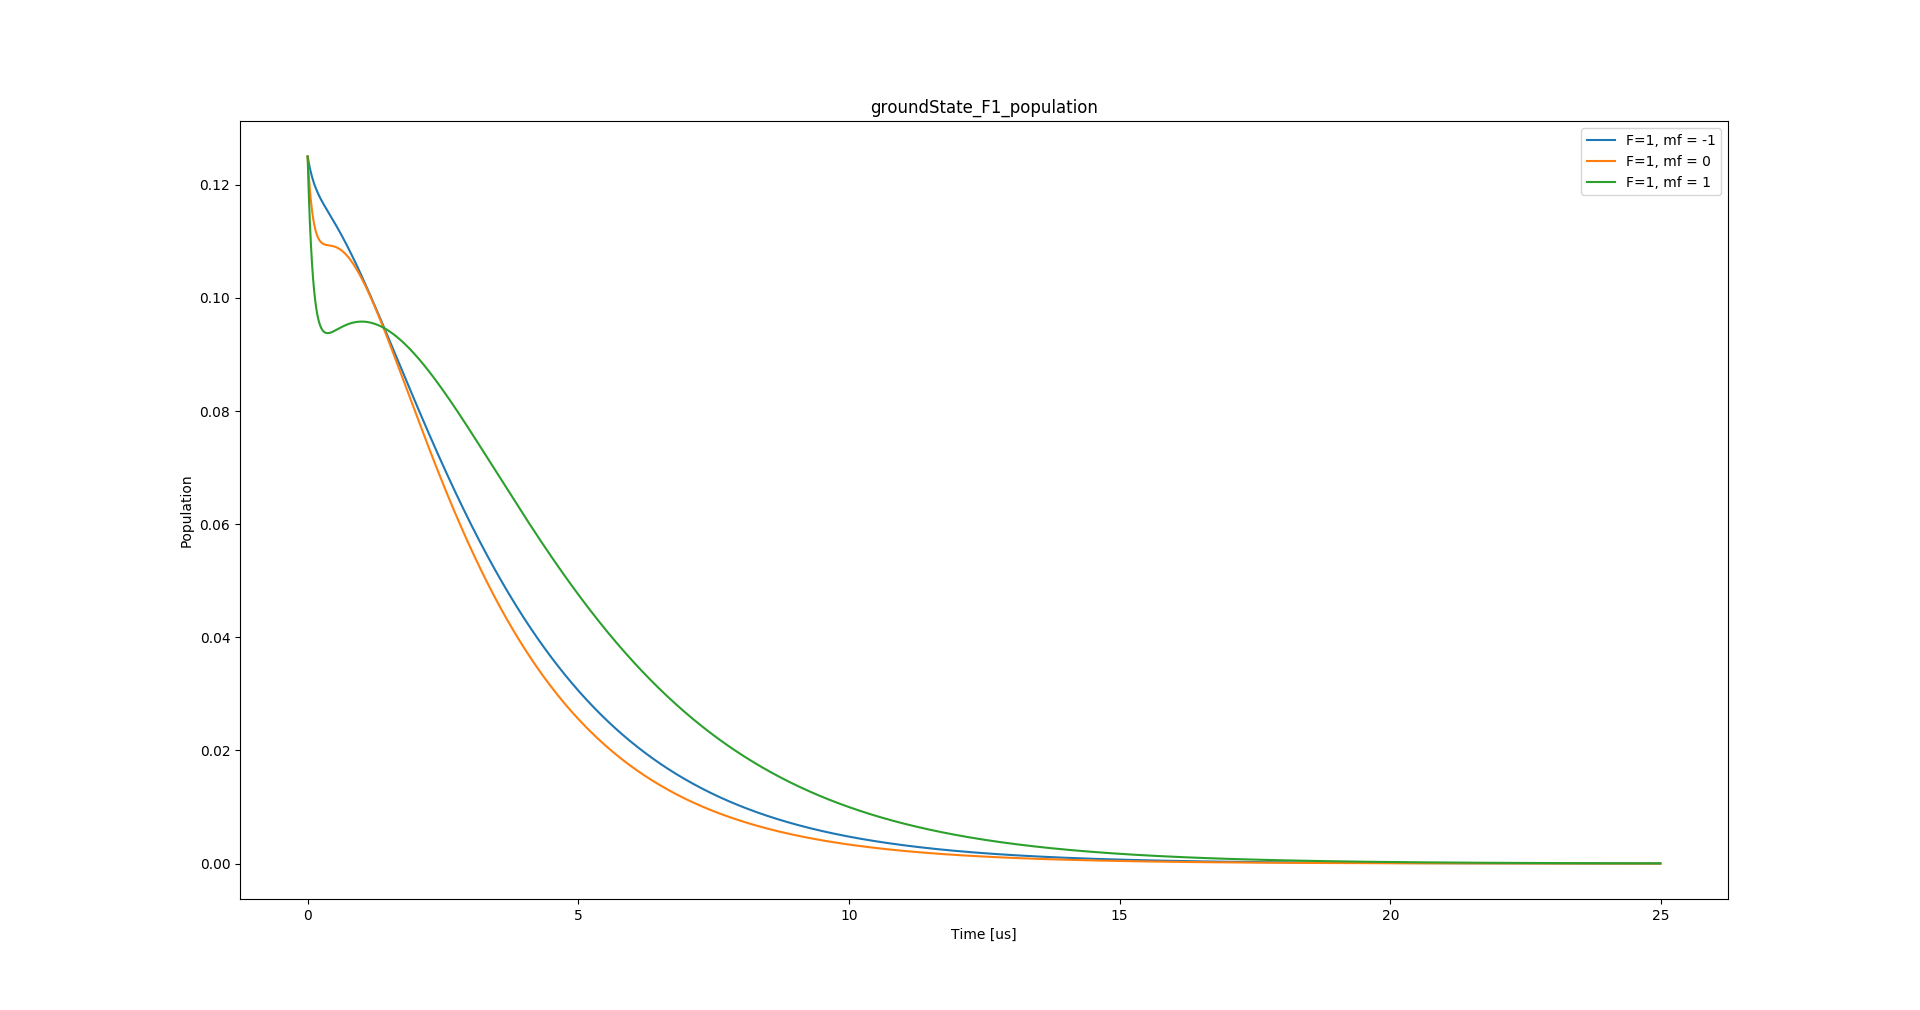 groundState_F1_population
F=1, mf = -1
F=1, mf = 0
F=1, mf = 1
0.12
0.10
0.08
0.06
0.04
0.02
0.00
Population
0 5 10 15 20 25
Time [us]